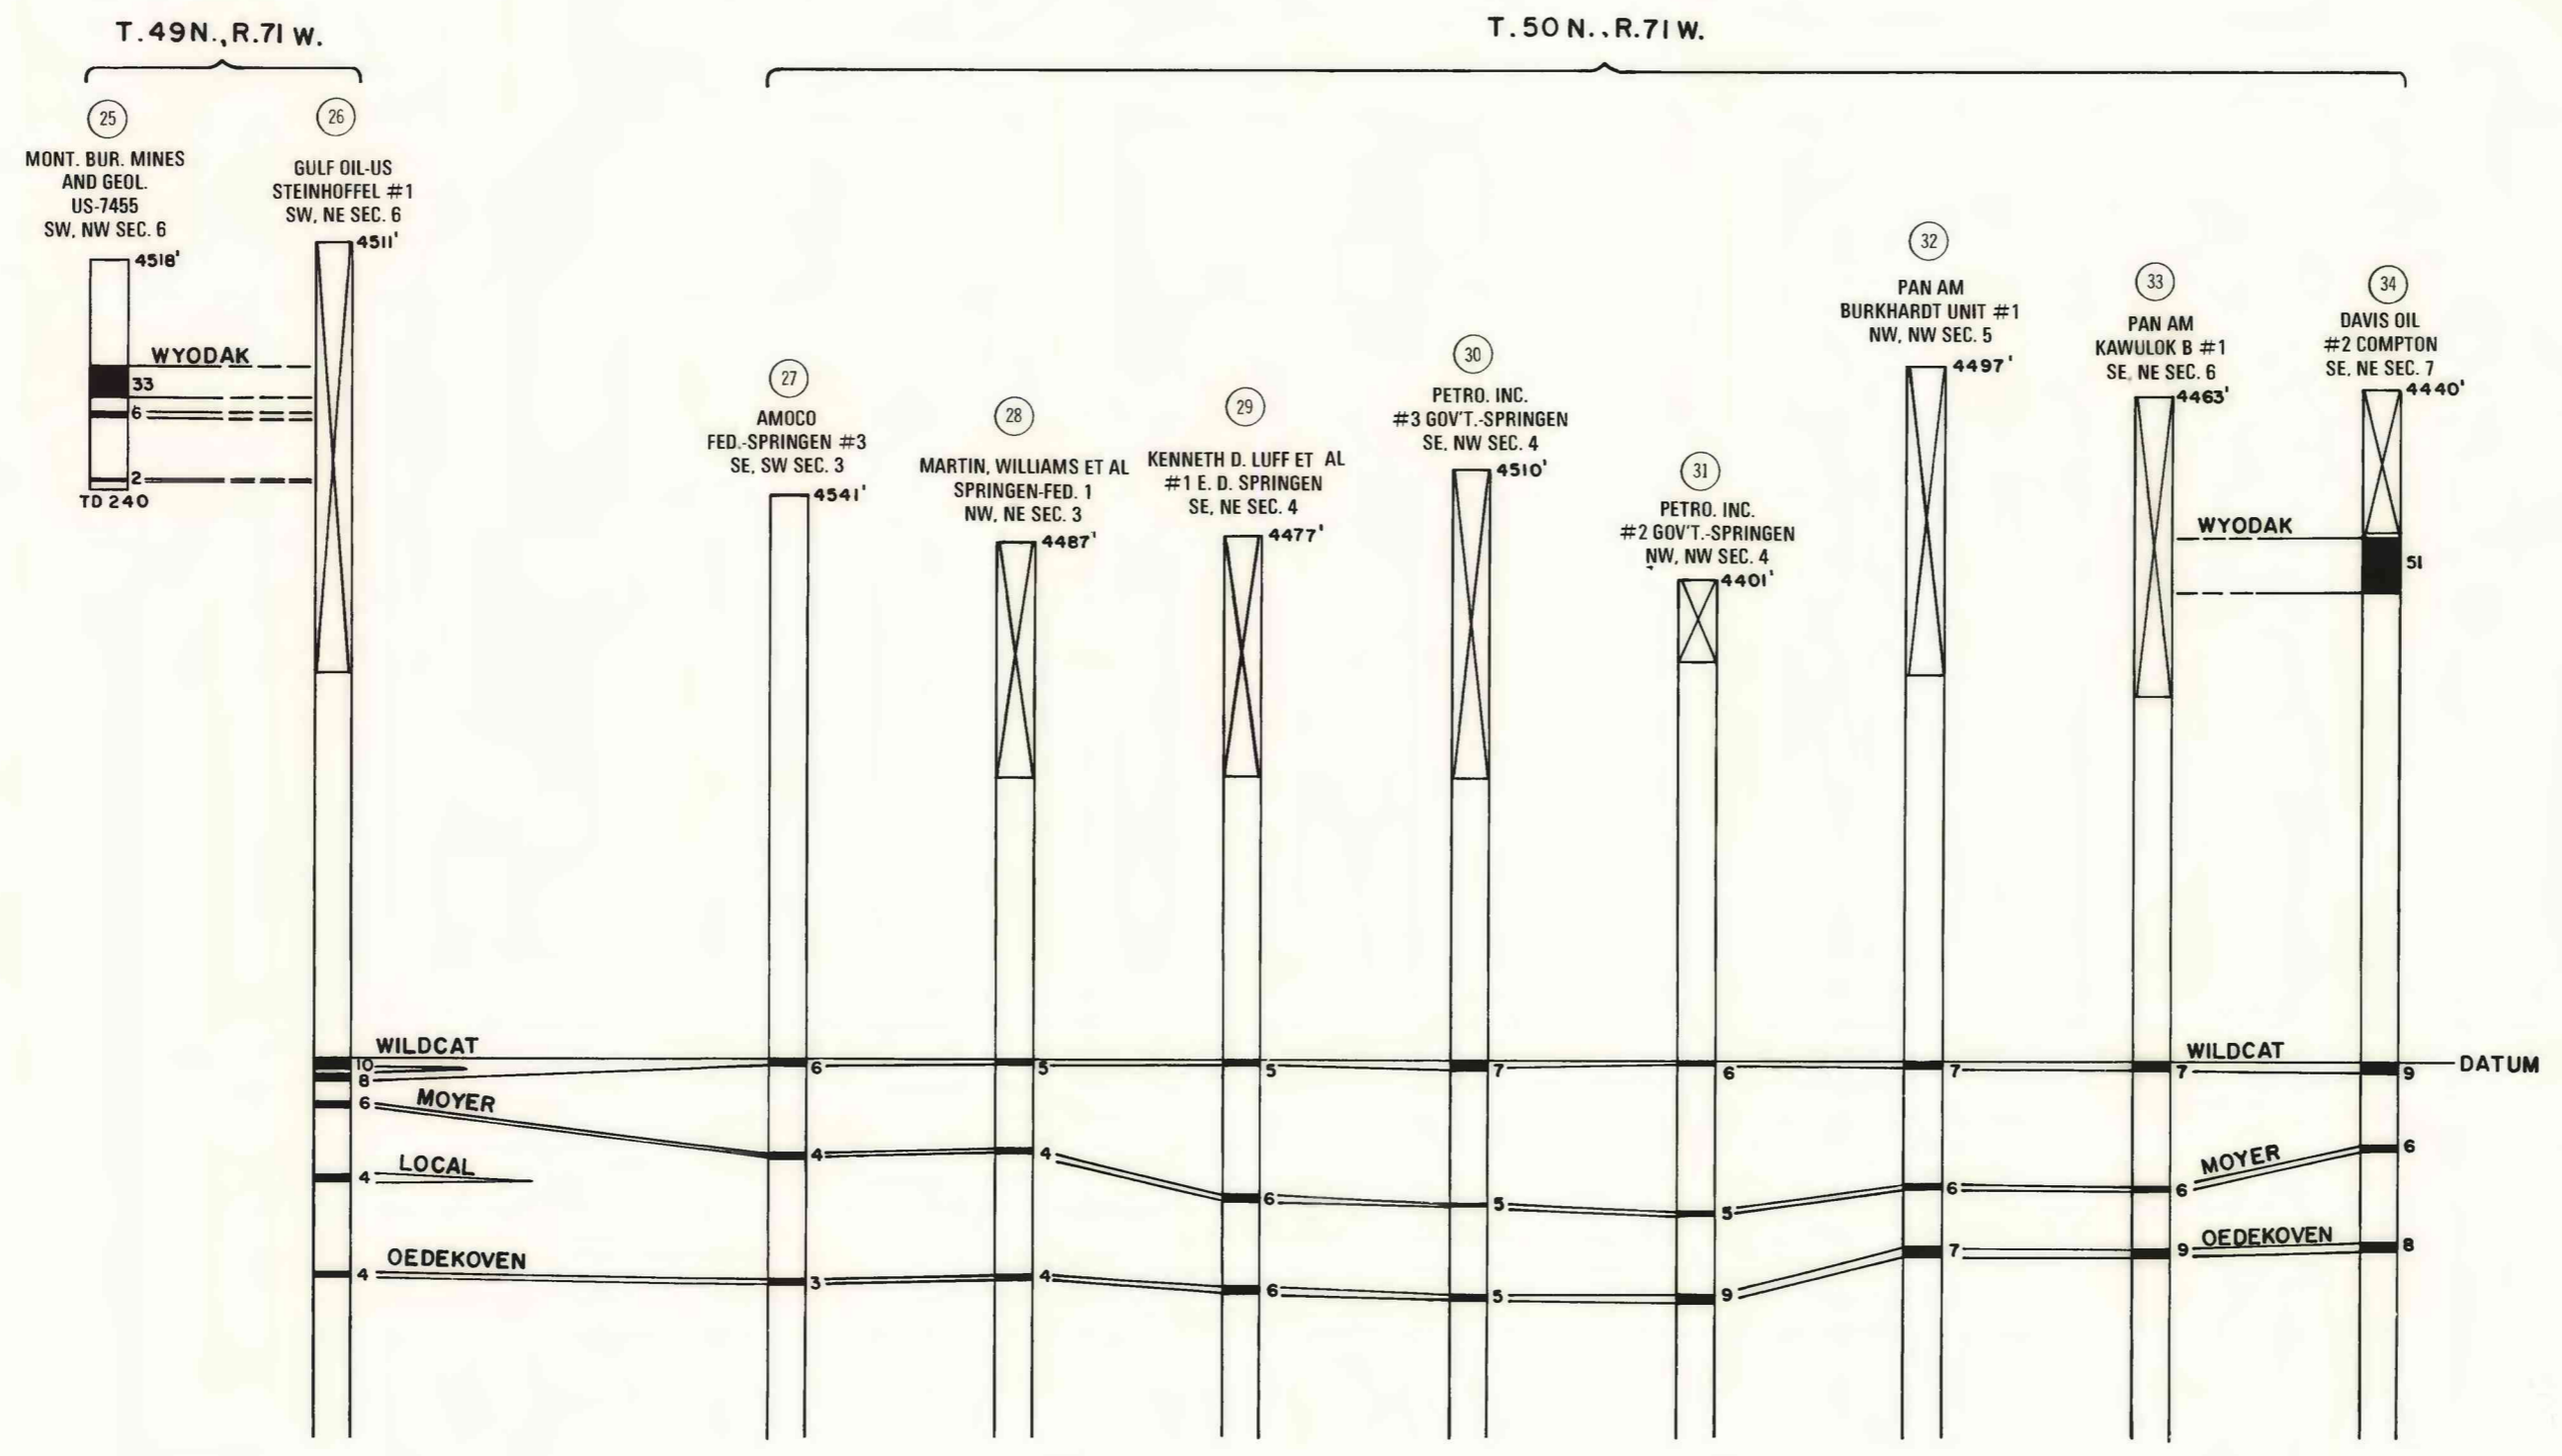 T.49N.,R.71 W.
T.50 N.,R.71 W.
25
MONT. BUR. MINES
AND GEOL.
US-7455
SW, NW SEC. 6
4518'
WYODAK
33
6
2
TD 240
26
GULF OIL-US
STEINHOFFEL #1
SW, NE SEC. 6
4511'
WILDCAT
10
8
6
MOYER
4
LOCAL
4
OEDEKOVEN
27
AMOCO
FED.-SPRINGEN #3
SE, SW SEC. 3
4541'
6
4
3
28
MARTIN, WILLIAMS ET AL
SPRINGEN-FED. 1
NW, NE SEC. 3
4487'
5
4
4
29
KENNETH D. LUFF ET AL
#1 E. D. SPRINGEN
SE, NE SEC. 4
4477'
5
6
6
30
PETRO. INC.
#3 GOV'T.-SPRINGEN
SE, NW SEC. 4
4510'
7
5
5
31
PETRO. INC.
#2 GOV'T.-SPRINGEN
NW, NW SEC. 4
4401'
6
5
9
32
PAN AM
BURKHARDT UNIT #1
NW, NW SEC. 5
4497'
7
6
7
33
PAN AM
KAWULOK B #1
SE, NE SEC. 6
4463'
WYODAK
WILDCAT
7
6
MOYER
9
OEDEKOVEN
34
DAVIS OIL
#2 COMPTON
SE, NE SEC. 7
4440'
51
9
DATUM
6
8